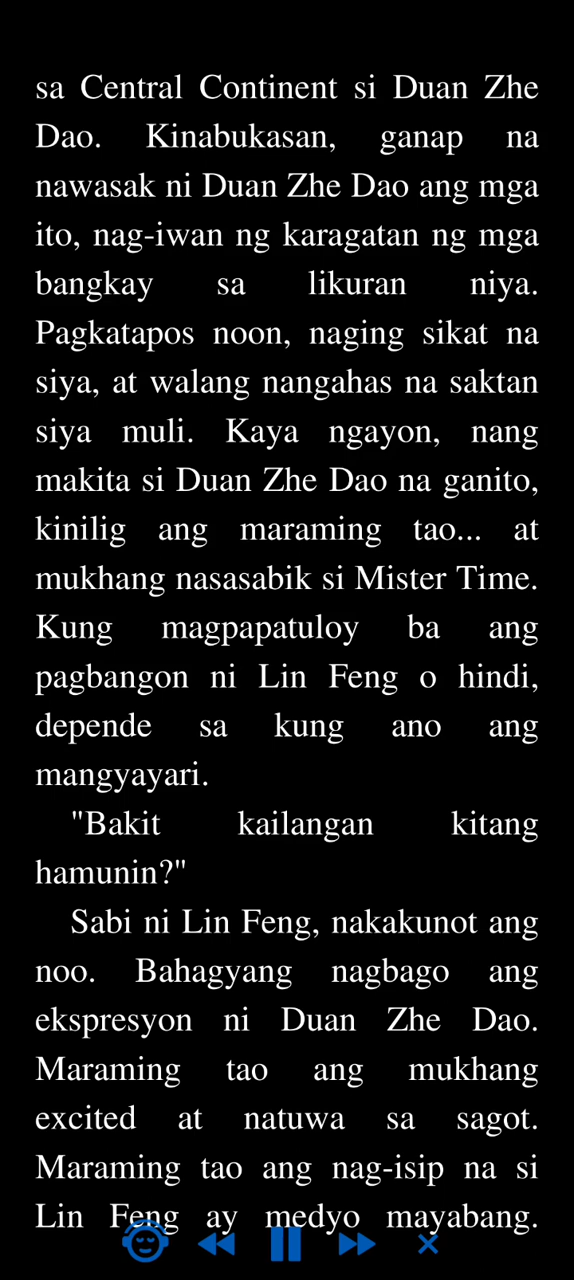 sa Central Continent si Duan Zhe
Dao. Kinabukasan, ganap na
nawasak ni Duan Zhe Dao ang mga
ito, nag-iwan ng karagatan ng mga
bangkay sa likuran niya.
Pagkatapos noon, naging sikat na
siya, at walang nangahas na saktan
siya muli. Kaya ngayon, nang
makita si Duan Zhe Dao na ganito,
kinilig ang maraming tao... at
mukhang nasasabik si Mister Time.
Kung magpapatuloy ba ang
pagbangon ni Lin Feng o hindi,
depende sa kung ano ang
mangyayari.
"Bakit kailangan kitang
hamunin?"
Sabi ni Lin Feng, nakakunot ang
noo. Bahagyang nagbago ang
ekspresyon ni Duan Zhe Dao.
Maraming tao ang mukhang
excited at natuwa sa sagot.
Maraming tao ang nag-isip na si
Lin Feng ay medyo mayabang.